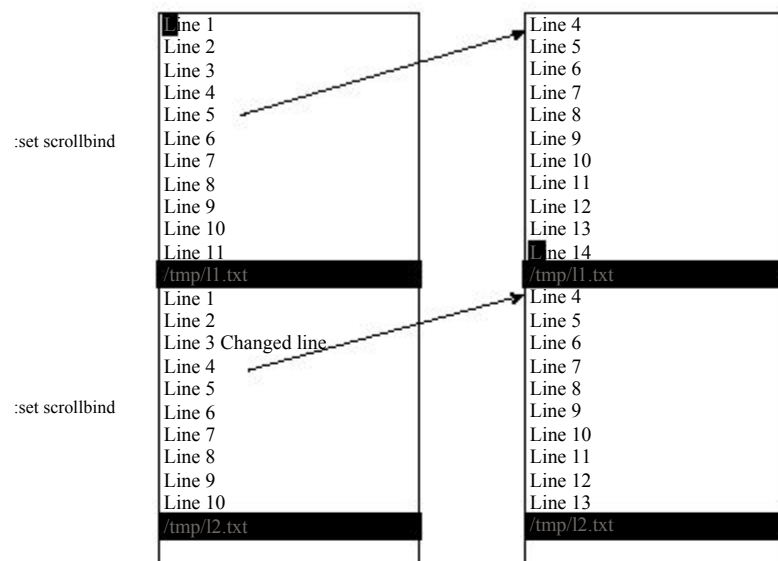 Line 1
Line 2
Line 3
Line 4
Line 5
Line 6
Line 7
Line 8
Line 9
Line 10
Line 11
/tmp/l1.txt
:set scrollbind
Line 1
Line 2
Line 3 Changed line
Line 4
Line 5
Line 6
Line 7
Line 8
Line 9
Line 10
/tmp/l2.txt
:set scrollbind
Line 4
Line 5
Line 6
Line 7
Line 8
Line 9
Line 10
Line 11
Line 12
Line 13
Line 14
/tmp/l1.txt
Line 4
Line 5
Line 6
Line 7
Line 8
Line 9
Line 10
Line 11
Line 12
Line 13
/tmp/l2.txt